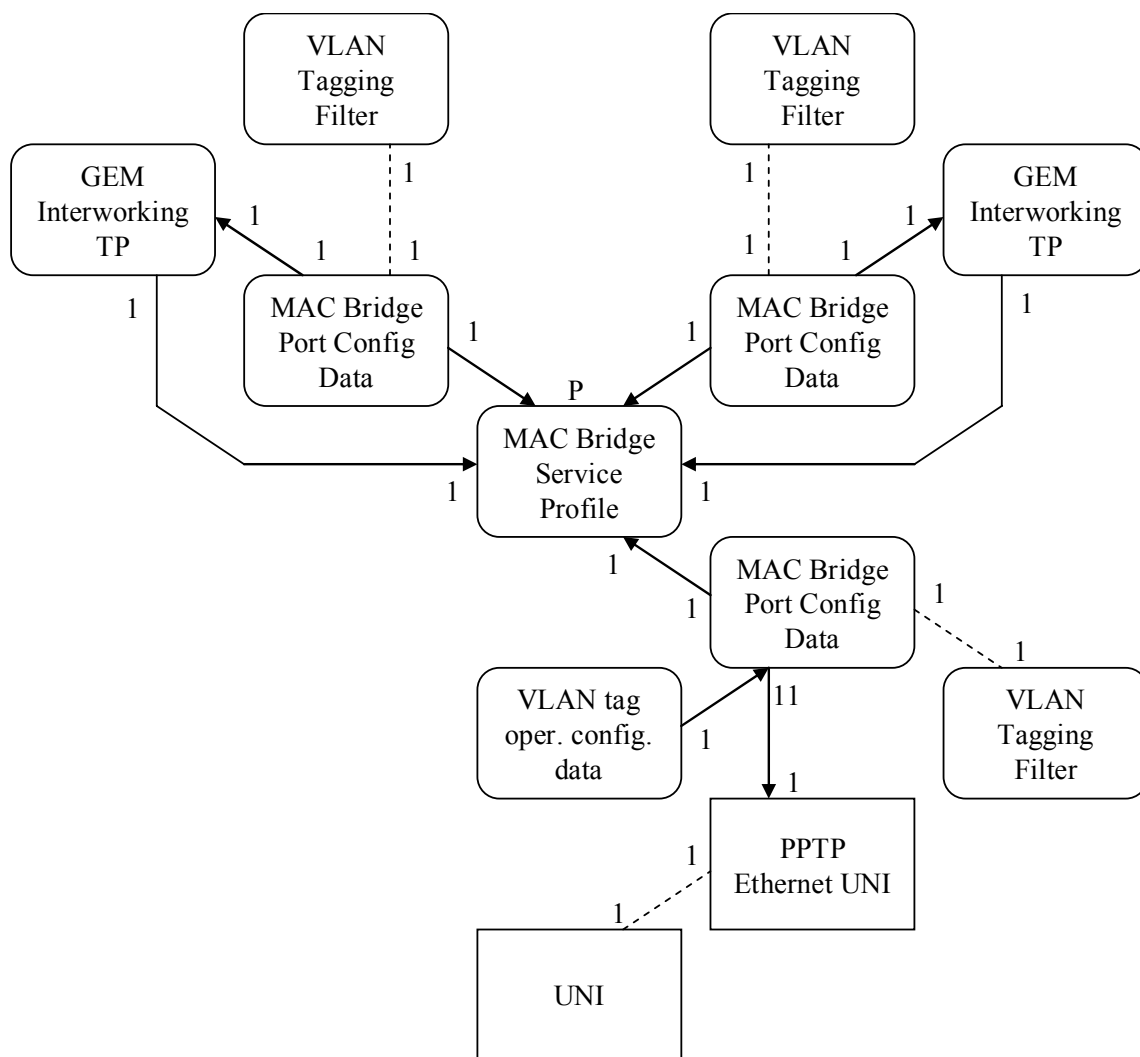 VLAN
Tagging
Filter
VLAN
Tagging
Filter
1
1
GEM
Interworking
TP
GEM
Interworking
TP
1
1
1
1
1
1
1
1
MAC Bridge
Port Config
Data
MAC Bridge
Port Config
Data
1
1
1
1
P
MAC Bridge
Service
Profile
1
1
MAC Bridge
Port Config
Data
1
1
1
1
VLAN tag
oper. config.
data
11
1
VLAN
Tagging
Filter
1
PPTP
Ethernet UNI
1
1
UNI